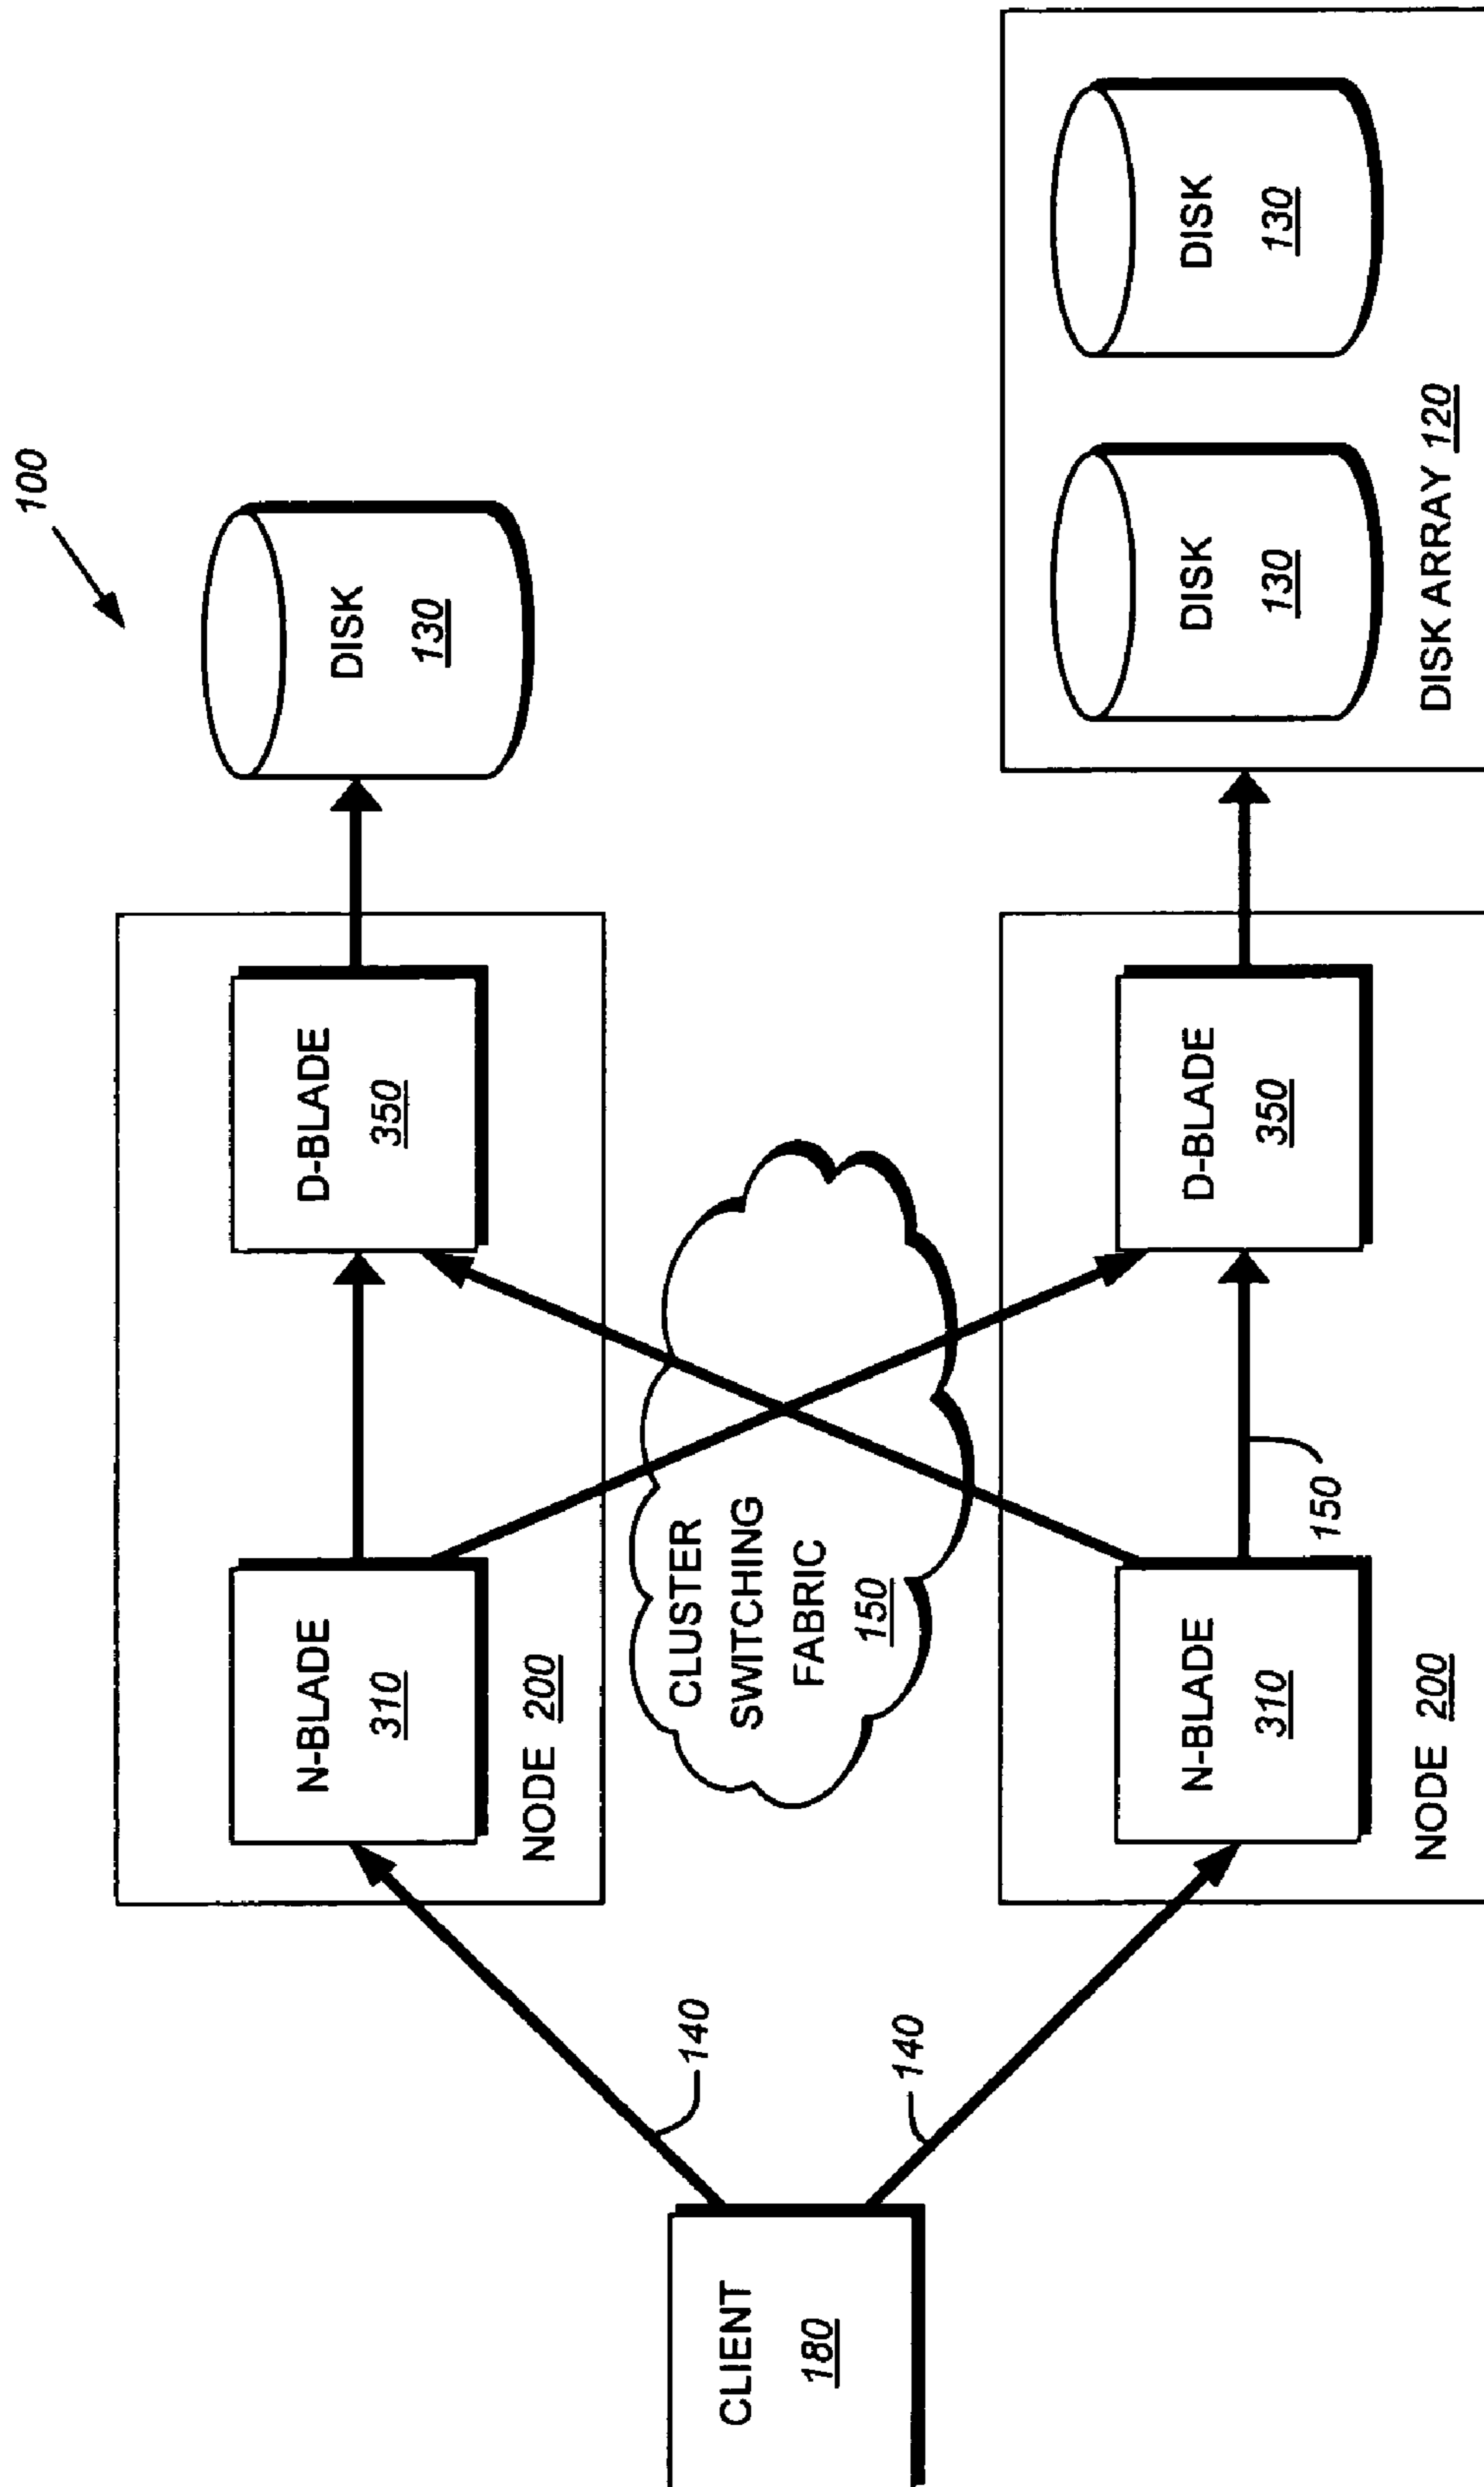 100
N-BLADE
310
D-BLADE
350
DISK
130
NODE 200
CLIENT
180
140
140
CLUSTER
SWITCHING
FABRIC
150
N-BLADE
310
150
D-BLADE
350
NODE 200
DISK
130
DISK
130
DISK ARRAY 120